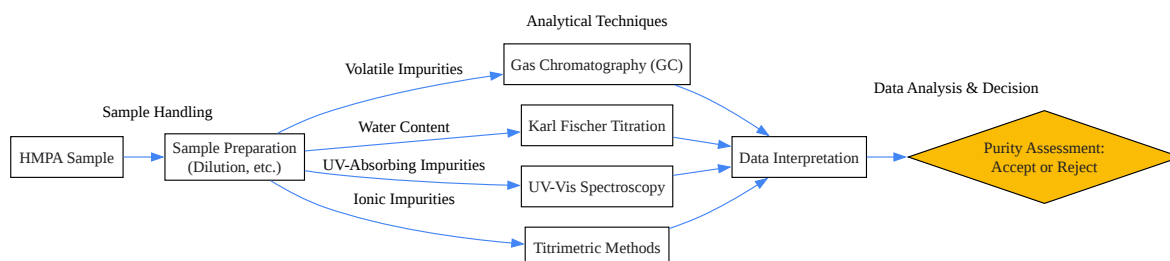 Analytical Techniques
Volatile Impurities
Gas Chromatography (GC)
Data Analysis & Decision
Sample Handling
Water Content
Karl Fischer Titration
HMPA Sample
Sample Preparation
(Dilution, etc.)
UV-Absorbing Impurities
UV-Vis Spectroscopy
Data Interpretation
Purity Assessment:
Accept or Reject
Ionic Impurities
Titrimetric Methods